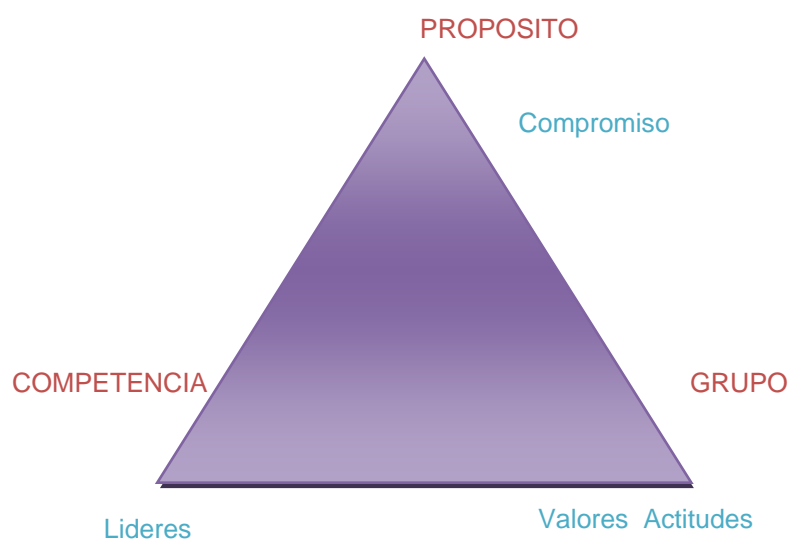 PROPOSITO
Compromiso
COMPETENCIA
GRUPO
Lideres
Valores Actitudes